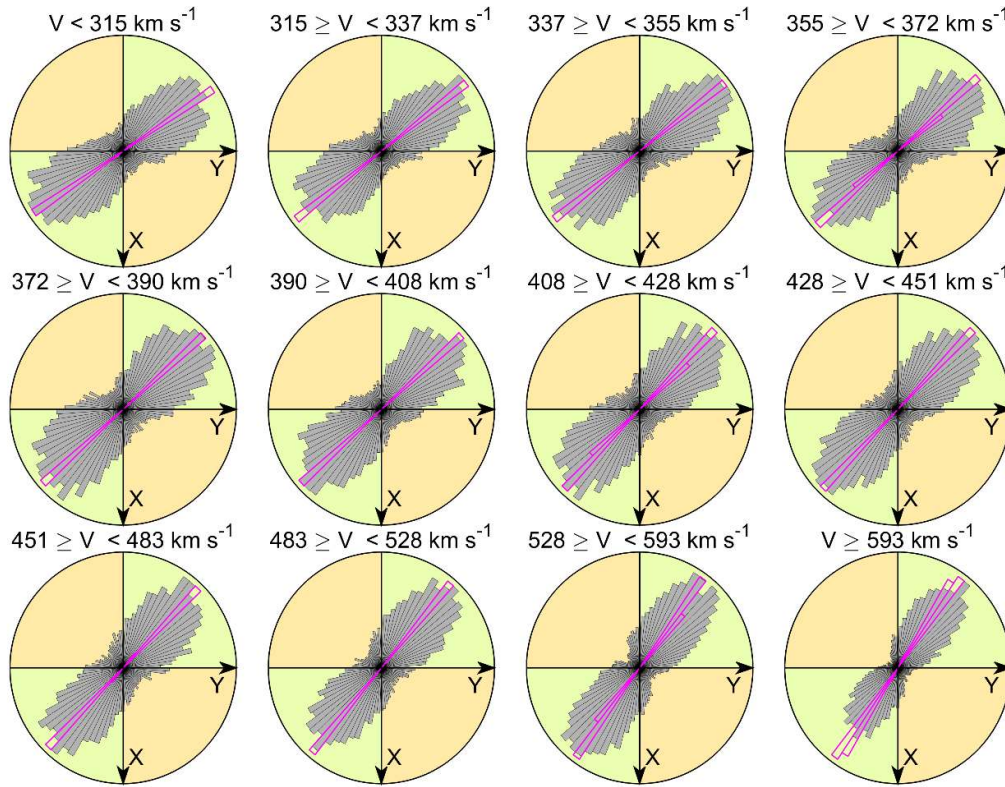 V < 315 km s⁻¹
315 ≥ V < 337 km s⁻¹
337 ≥ V < 355 km s⁻¹
355 ≥ V < 372 km s⁻¹
Y
X
Y
X
Y
X
Y
X
372 ≥ V < 390 km s⁻¹
390 ≥ V < 408 km s⁻¹
408 ≥ V < 428 km s⁻¹
428 ≥ V < 451 km s⁻¹
Y
X
Y
X
Y
X
Y
X
451 ≥ V < 483 km s⁻¹
483 ≥ V < 528 km s⁻¹
528 ≥ V < 593 km s⁻¹
V ≥ 593 km s⁻¹
Y
X
Y
X
Y
X
Y
X